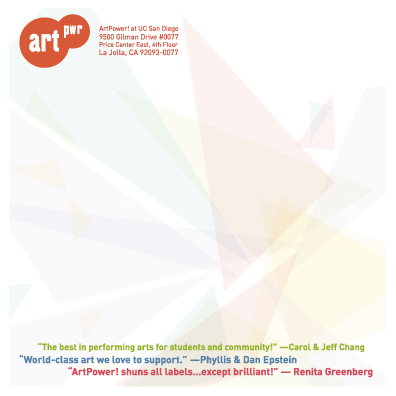 art pwr
ArtPower! at UC San Diego
9500 Gilman Drive #0077
Price Center East, 4th Floor
La Jolla, CA 92093-0077
“The best in performing arts for students and community!” —Carol & Jeff Chang
“World-class art we love to support.” —Phyllis & Dan Epstein
“ArtPower! shuns all labels...except brilliant!” — Renita Greenberg